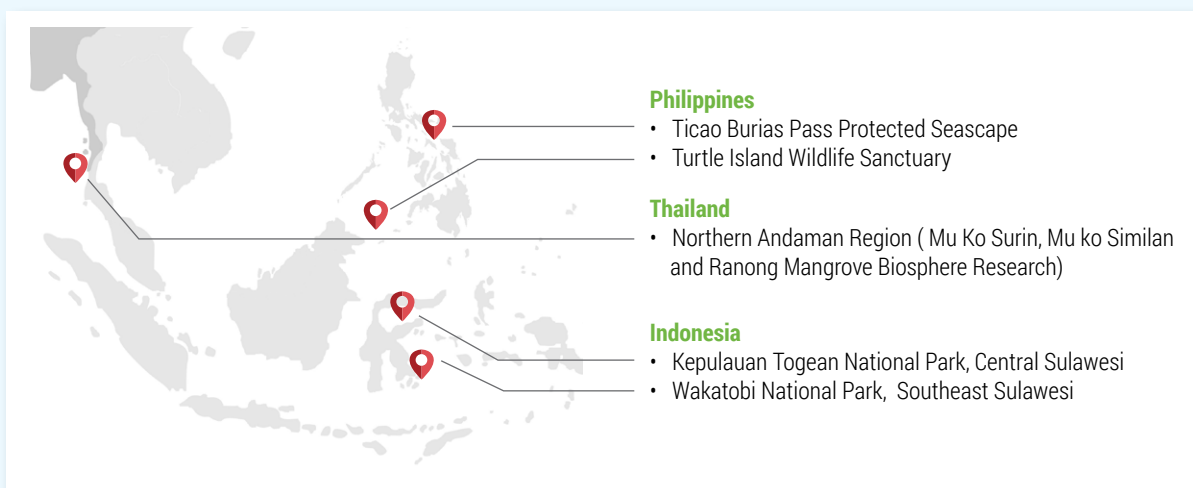 Philippines
• Ticao Burias Pass Protected Seascape
• Turtle Island Wildlife Sanctuary
Thailand
• Northern Andaman Region ( Mu Ko Surin, Mu ko Similan
and Ranong Mangrove Biosphere Research)
Indonesia
• Kepulauan Togean National Park, Central Sulawesi
• Wakatobi National Park, Southeast Sulawesi